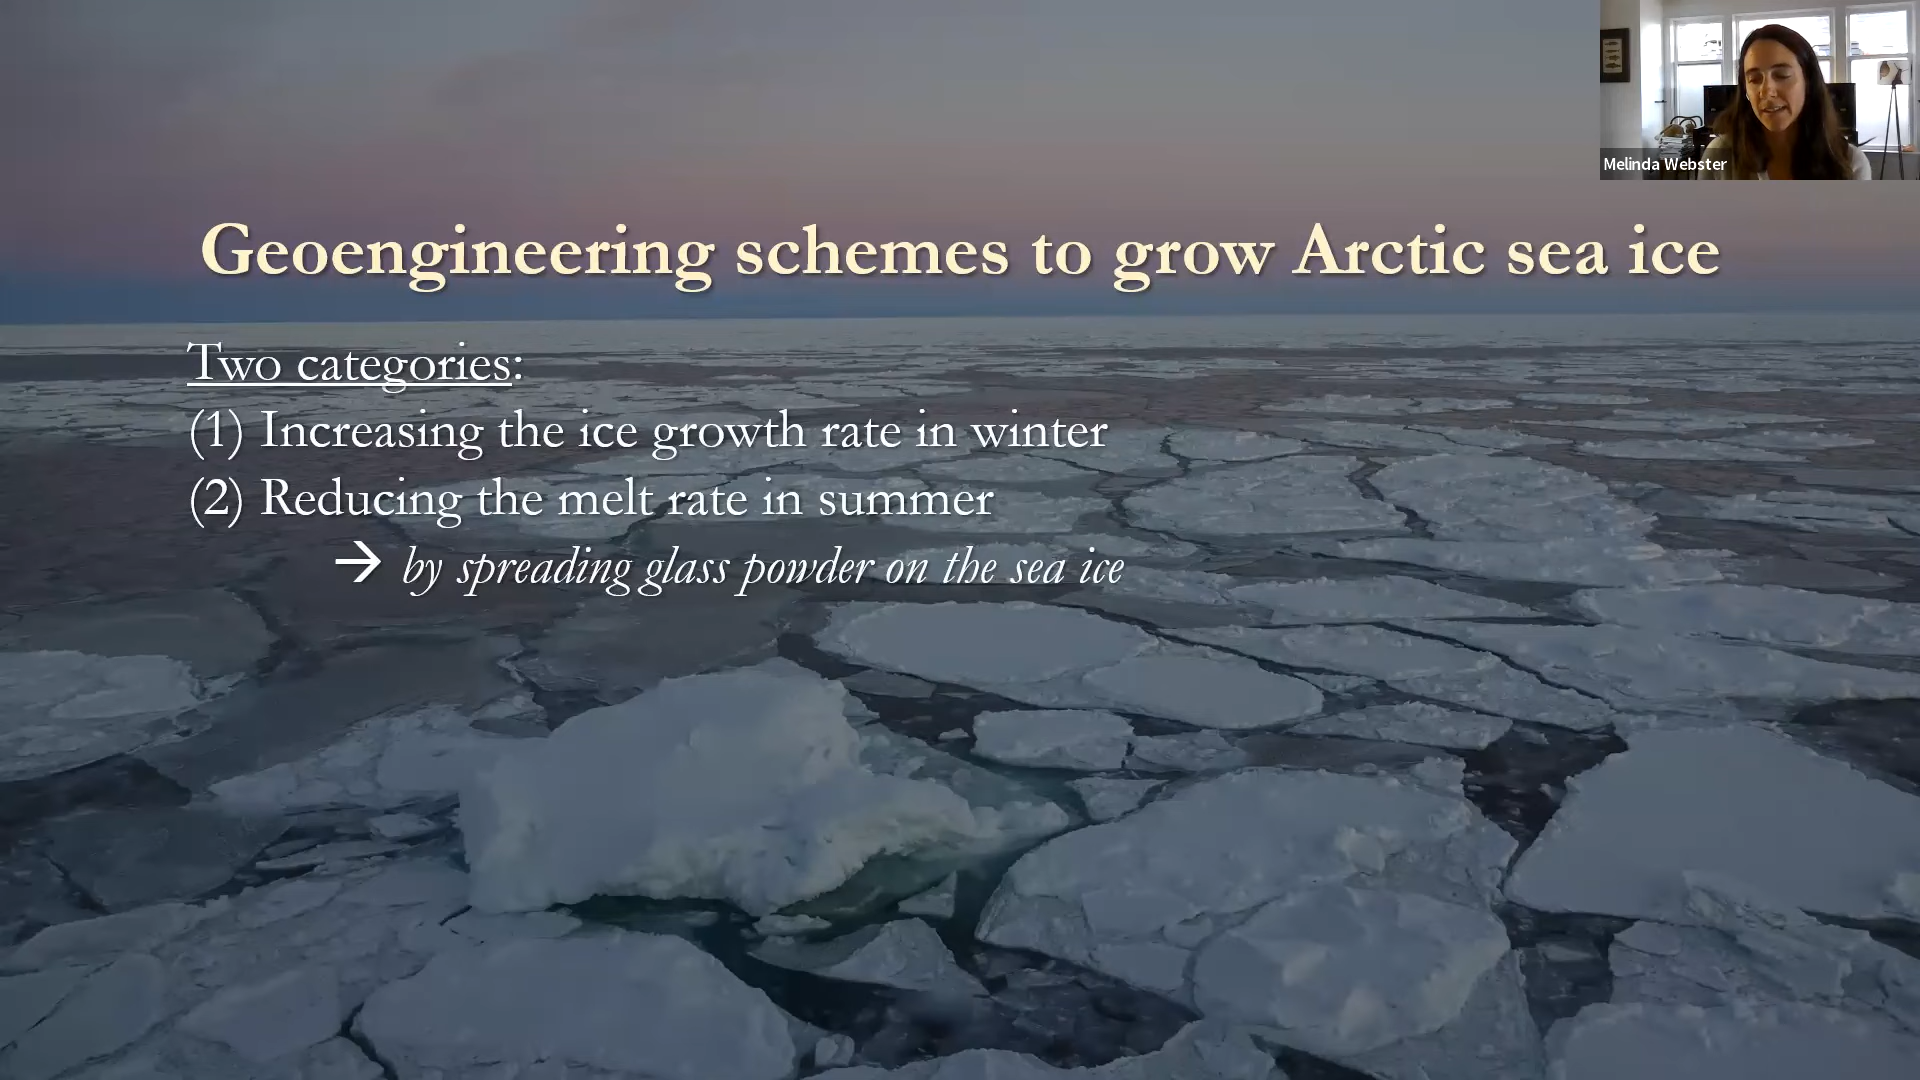 Melinda Webster
Geoengineering schemes to grow Arctic sea ice
Two categories:
(1) Increasing the ice growth rate in winter
(2) Reducing the melt rate in summer
→ by spreading glass powder on the sea ice